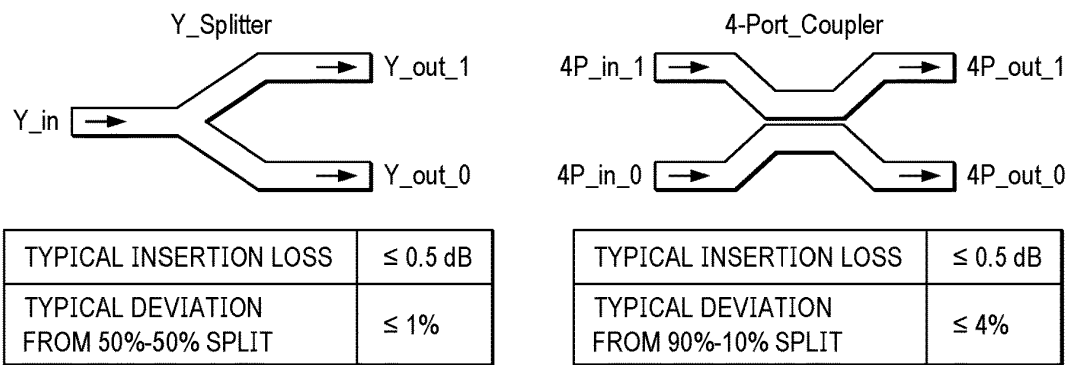 Y_Splitter
Y_in
Y_out_1
Y_out_0
TYPICAL INSERTION LOSS
≤ 0.5 dB
TYPICAL DEVIATION
FROM 50%-50% SPLIT
≤ 1%
4-Port_Coupler
4P_in_1
4P_out_1
4P_in_0
4P_out_0
TYPICAL INSERTION LOSS
≤ 0.5 dB
TYPICAL DEVIATION
FROM 90%-10% SPLIT
≤ 4%